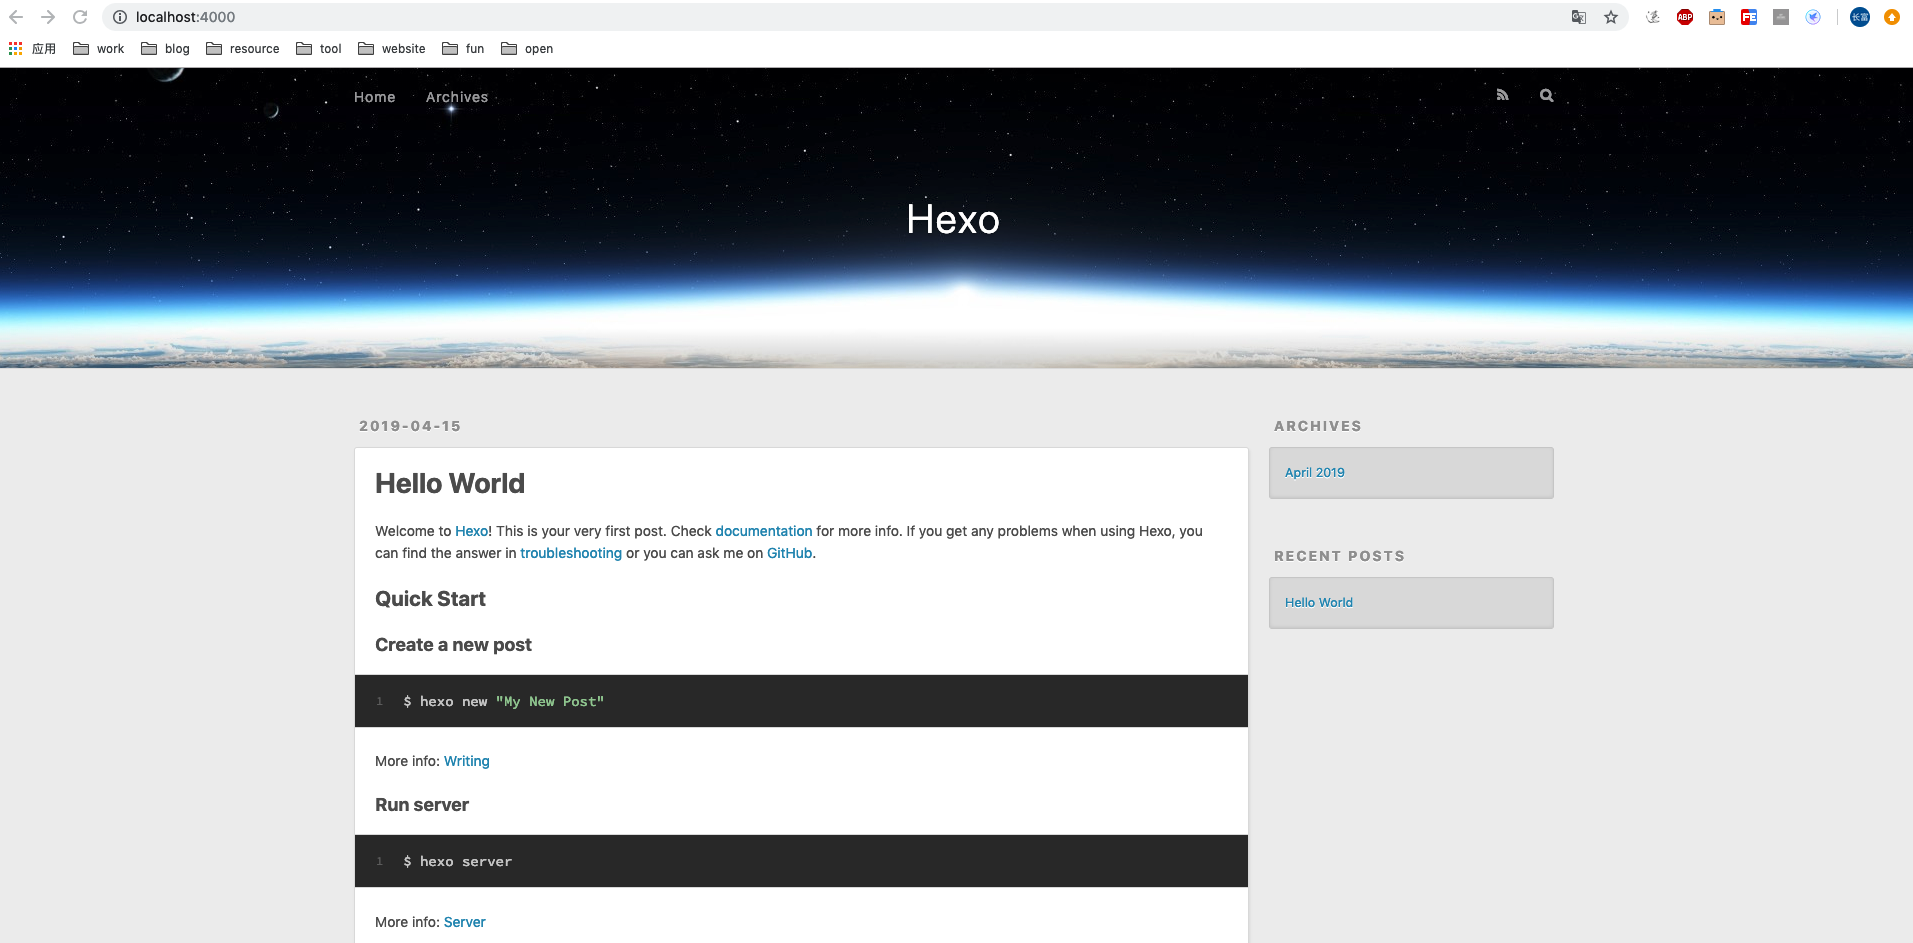 localhost:4000
ABP
FE
长富
应用 work blog resource tool website fun open
Home Archives
Hexo
2019-04-15
Hello World
Welcome to Hexo! This is your very first post. Check documentation for more info. If you get any problems when using Hexo, you
can find the answer in troubleshooting or you can ask me on GitHub.
Quick Start
Create a new post
1 $ hexo new "My New Post"
More info: Writing
Run server
1 $ hexo server
More info: Server
ARCHIVES
April 2019
RECENT POSTS
Hello World